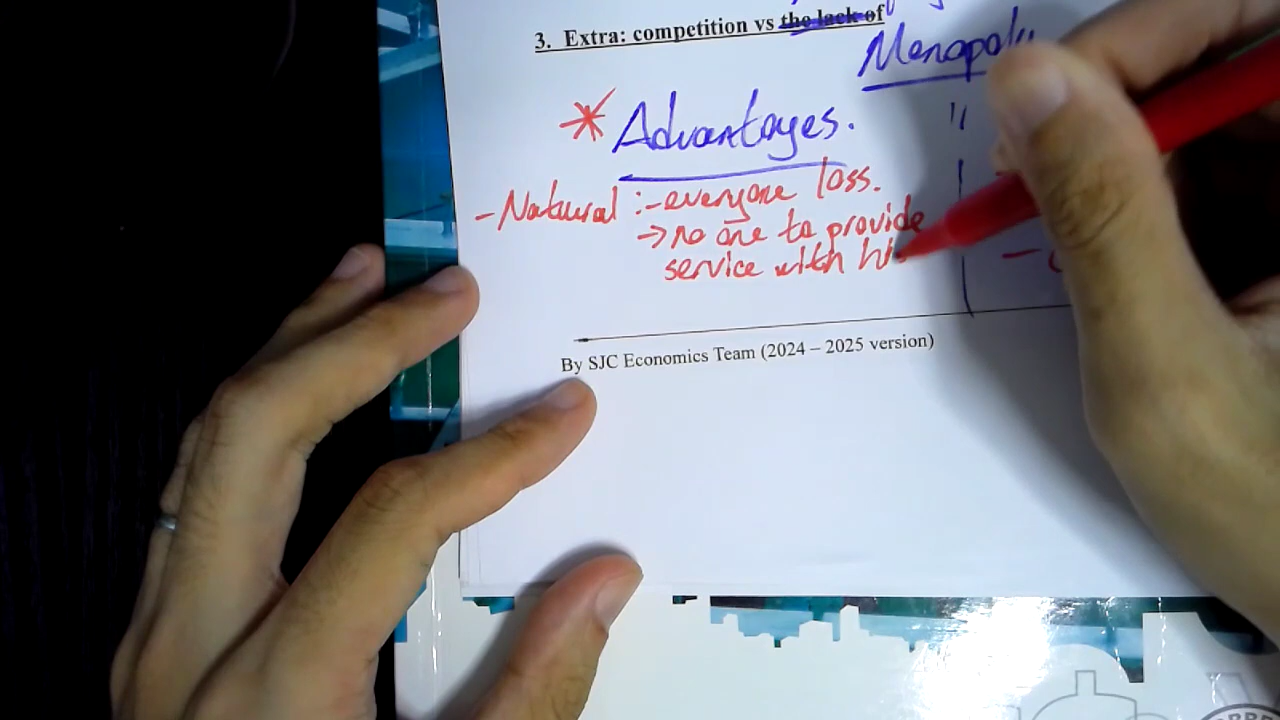 3. Extra: competition vs the lack of
Monopoly
* Advantages. "
- Natural :- everyone loss.
→ no one to provide
service with
By SJC Economics Team (2024 – 2025 version)